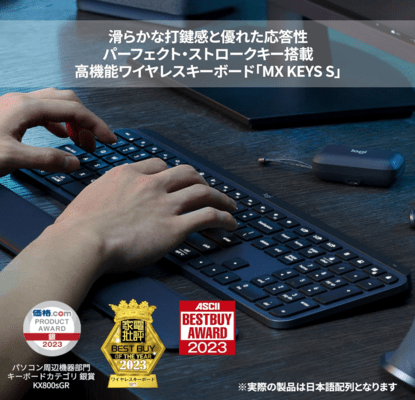 滑らかな打鍵感と優れた応答性
パーフェクト・ストロークキー搭載
高機能ワイヤレスキーボード「MX KEYS S」
logi
価格.com
PRODUCT
AWARD
2023
パソコン周辺機器部門
キーボードカテゴリ 銀賞
KX800sGR
家電
批評
BEST BUY
OF THE YEAR
2023
ワイヤレスキーボード
ASCII
BESTBUY
AWARD
2023
※実際の製品は日本語配列となります